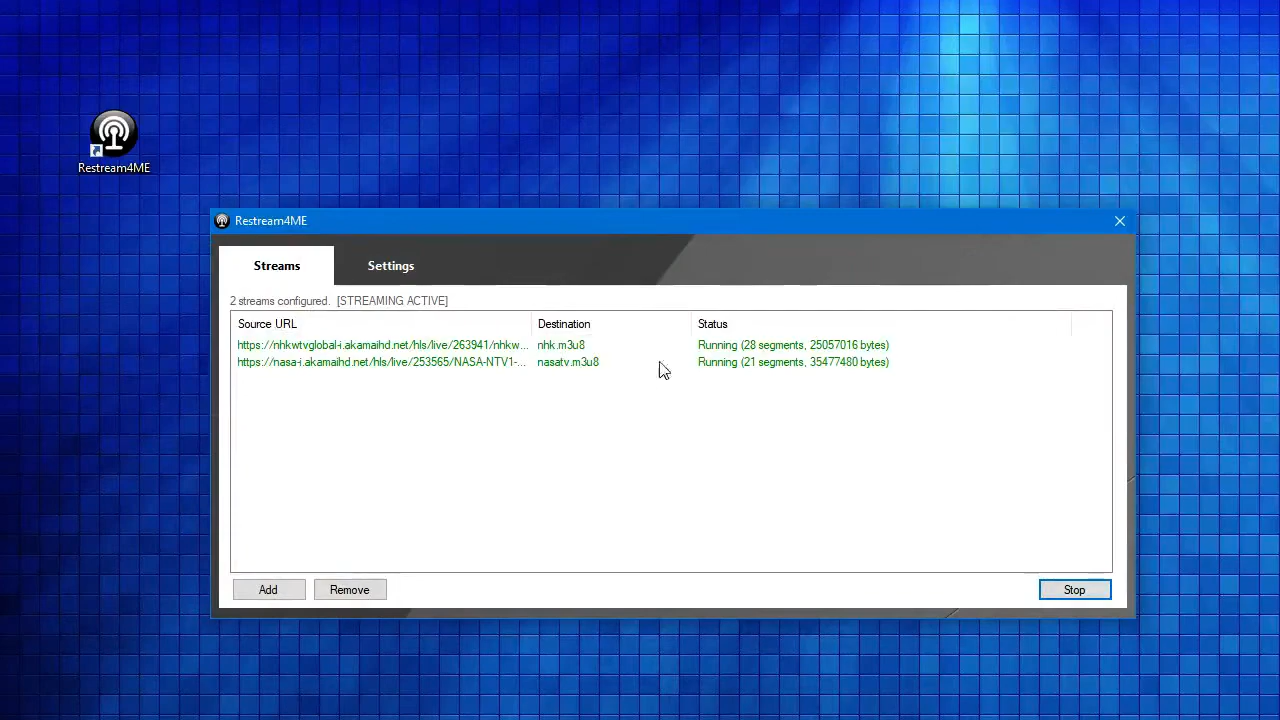 Restream4ME
Restream4ME
Streams Settings
2 streams configured. [STREAMING ACTIVE]
Source URL Destination Status
https://nhkwtvglobal-i.akamaihd.net/hls/live/263941/nhkw... nhk.m3u8 Running (28 segments, 25057016 bytes)
https://nasa-i.akamaihd.net/hls/live/253565/NASA-NTV1-... nasatv.m3u8 Running (21 segments, 35477480 bytes)
Add Remove Stop